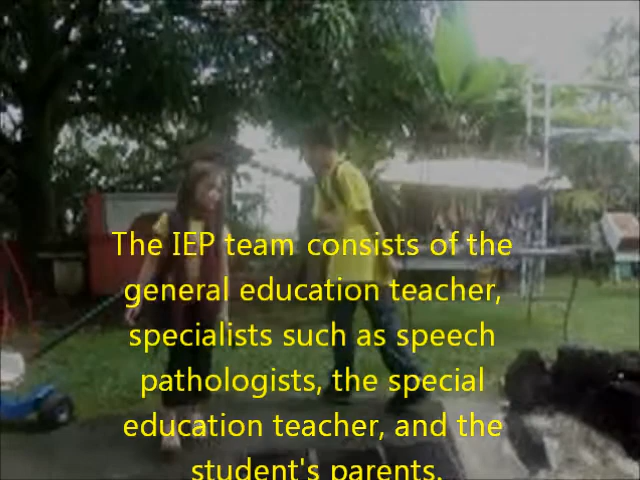 The IEP team consists of the
general education teacher,
specialists such as speech
pathologists, the special
education teacher, and the
student's parents.